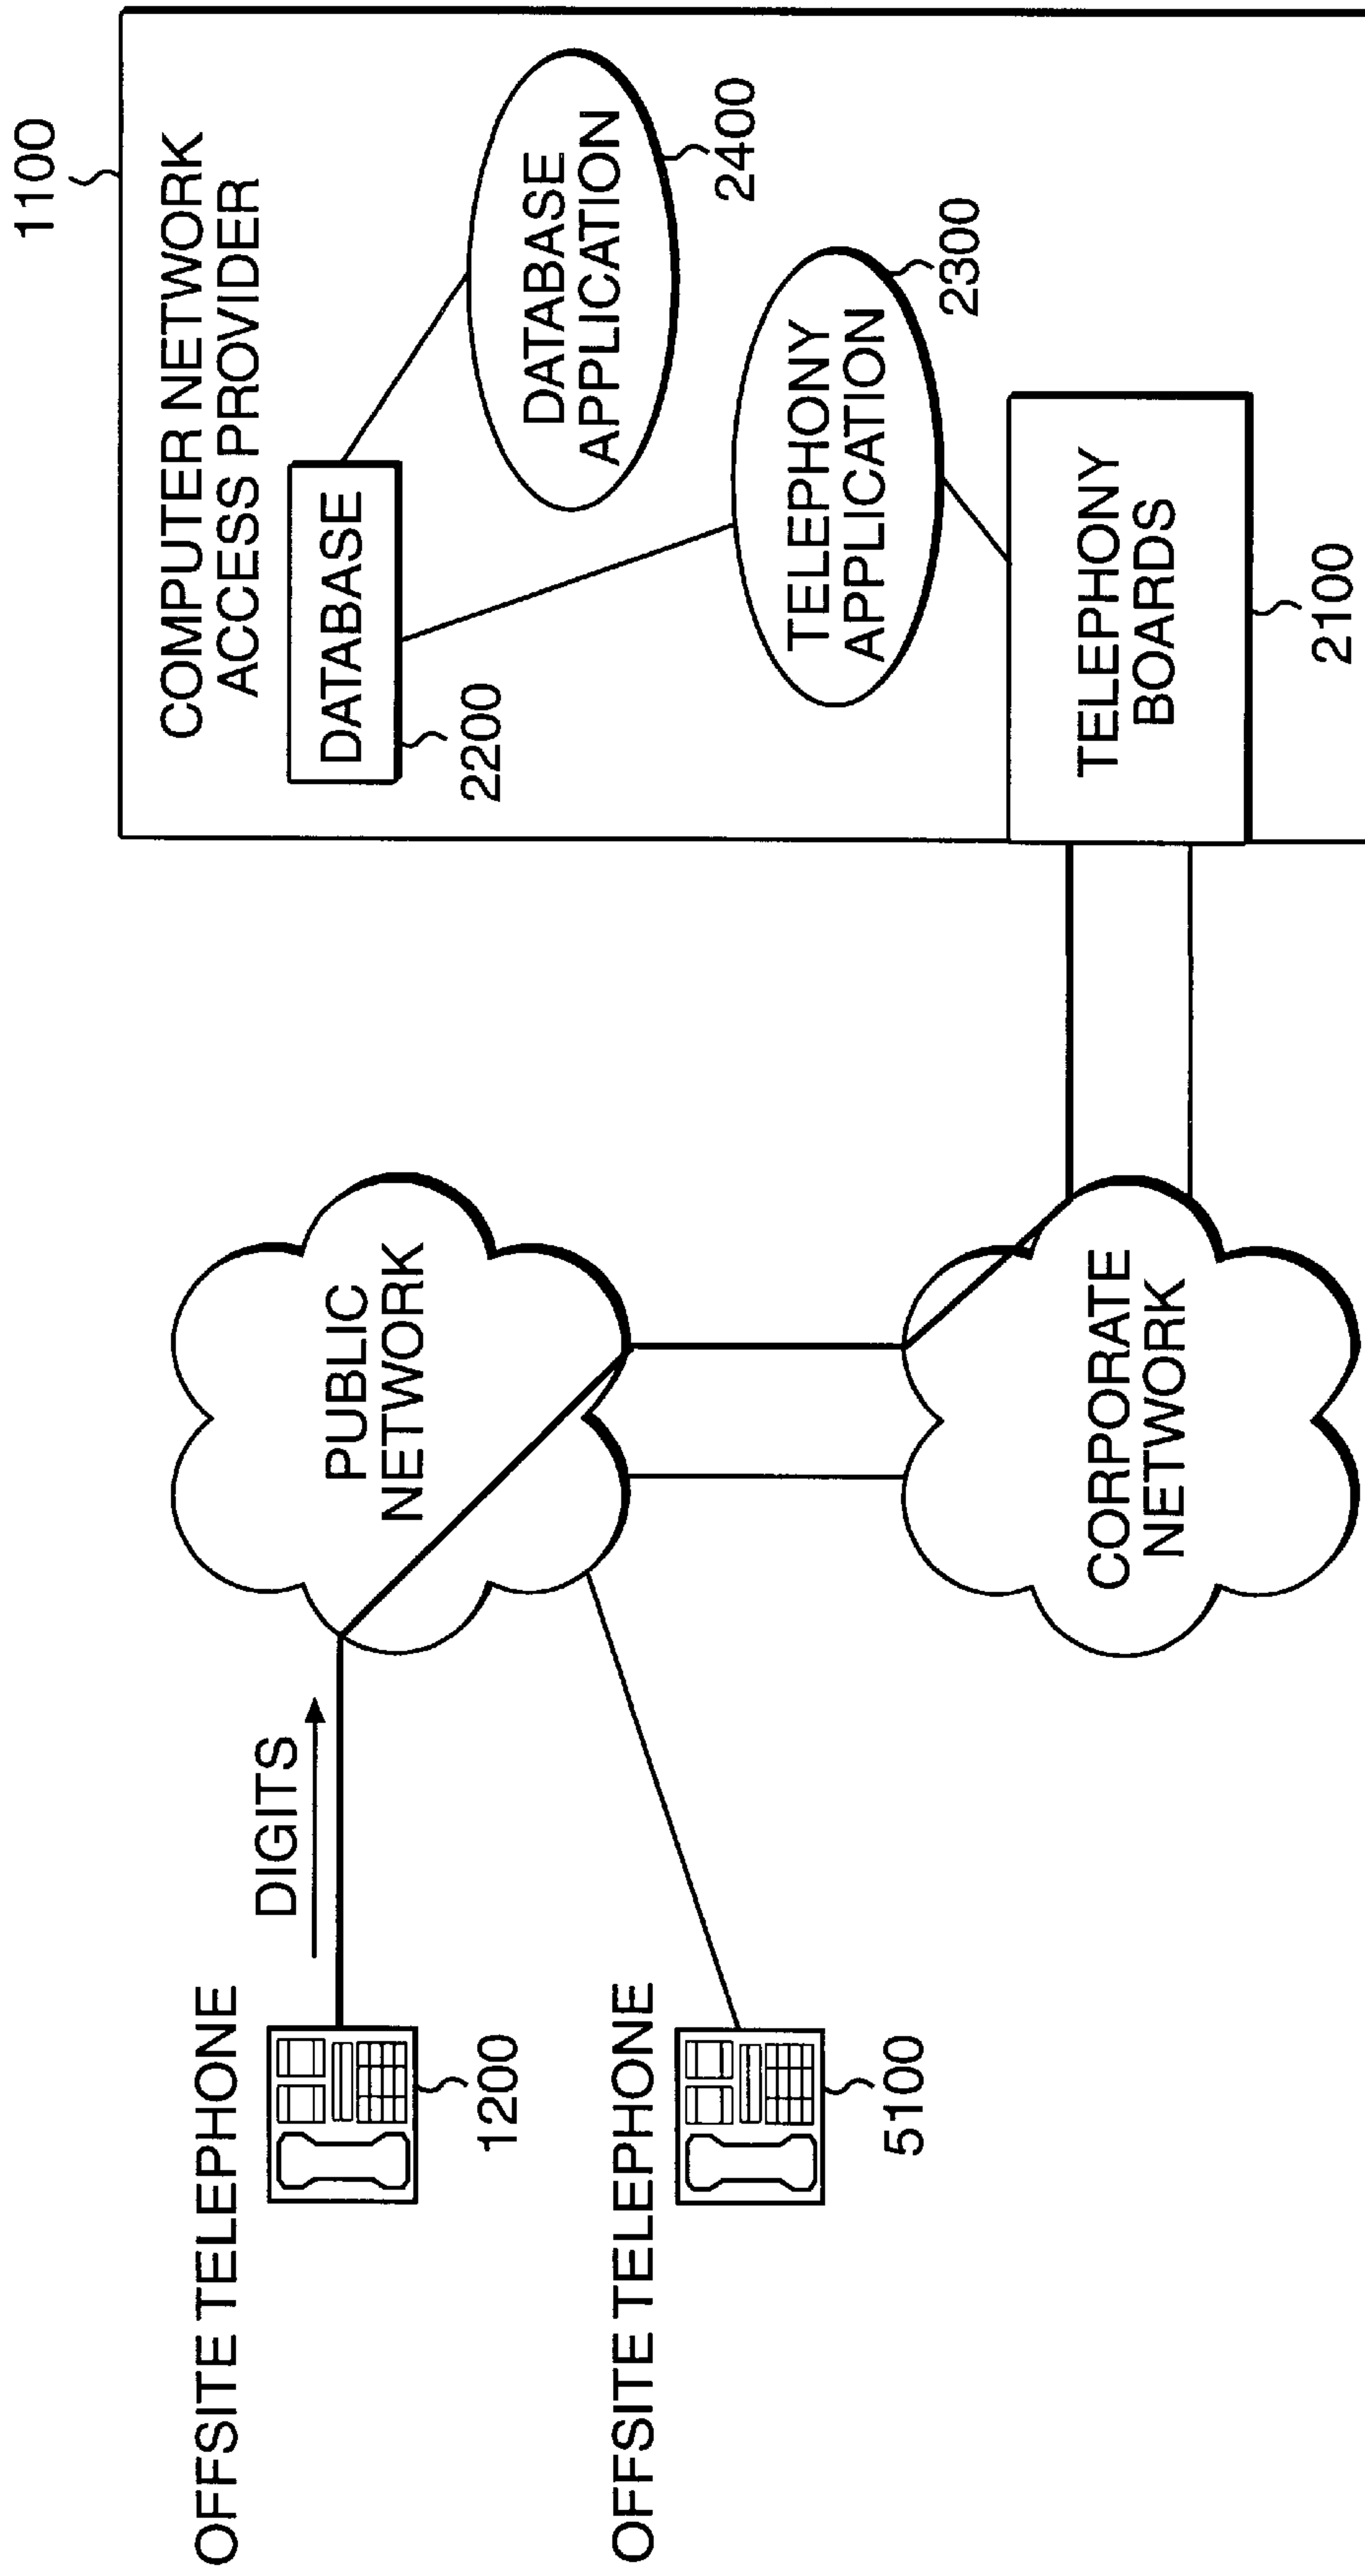 1100
COMPUTER NETWORK
ACCESS PROVIDER
DATABASE
2200
DATABASE
APPLICATION
2400
TELEPHONY
APPLICATION
2300
TELEPHONY
BOARDS
2100
PUBLIC
NETWORK
CORPORATE
NETWORK
DIGITS
OFFSITE TELEPHONE
1200
OFFSITE TELEPHONE
5100